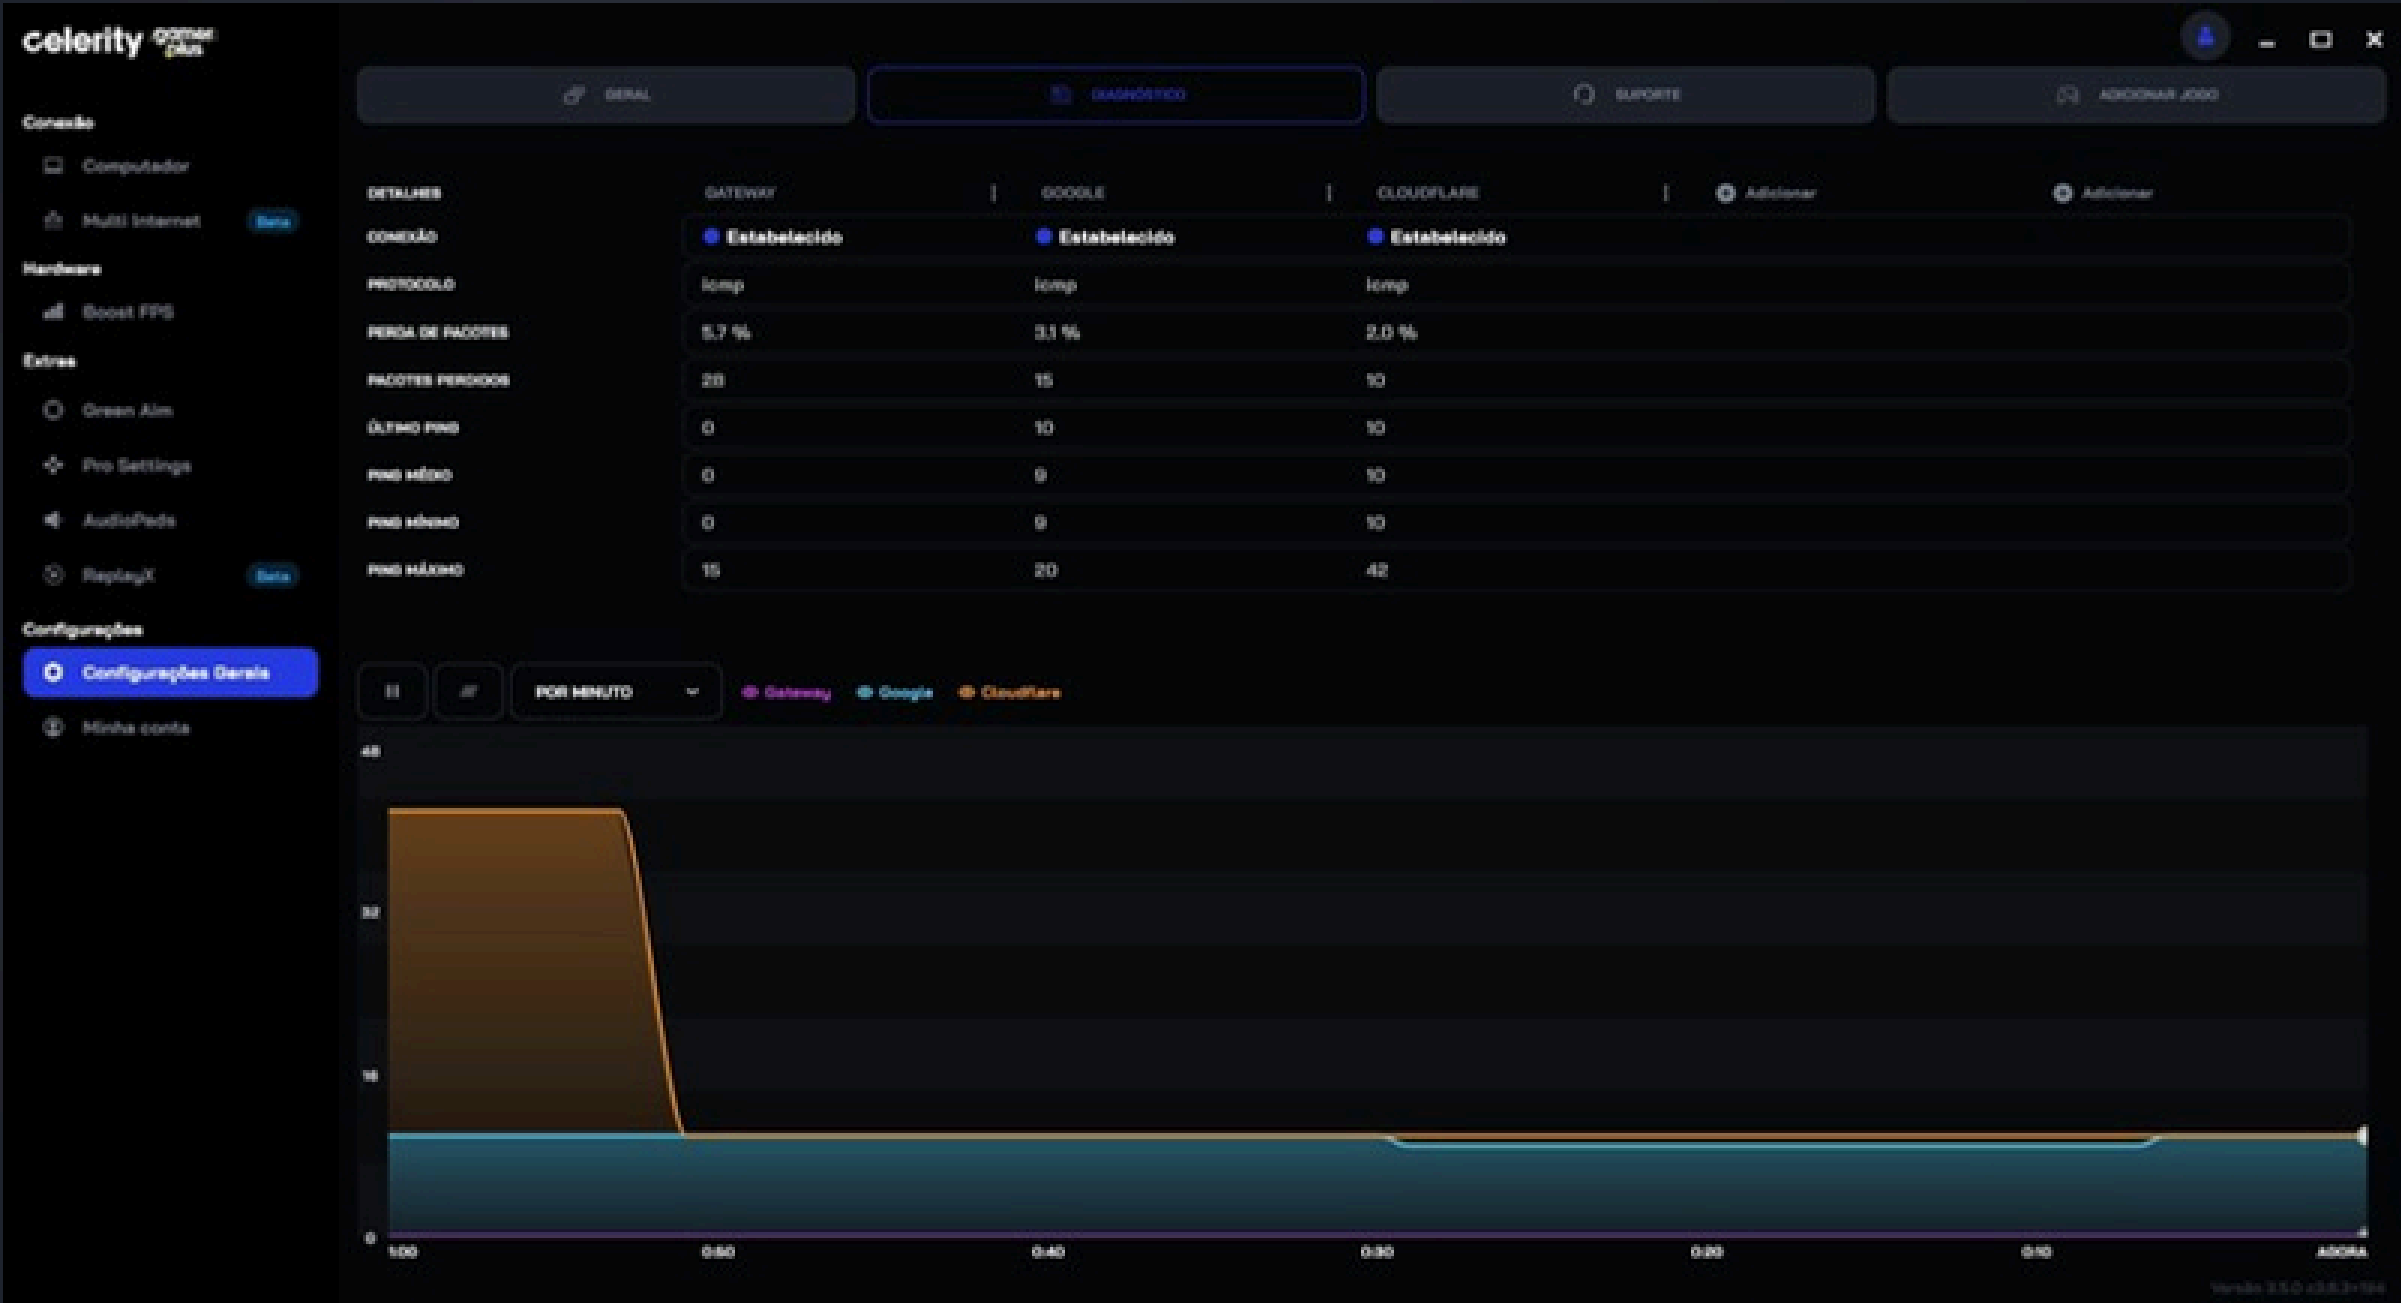 celerity gamer plus
GERAL
DIAGNÓSTICO
SUPORTE
ADICIONAR JOGO
Conexão
Computador
Multi Internet Beta
Hardware
Boost FPS
Extras
Green Aim
Pro Settings
AudioPads
ReplayX Beta
Configurações
Configurações Gerais
Minha conta
DETALHES GATEWAY GOOGLE CLOUDFLARE Adicionar Adicionar
CONEXÃO Estabelecido Estabelecido Estabelecido
PROTOCOLO icmp icmp icmp
PERDA DE PACOTES 5.7 % 3.1 % 2.0 %
PACOTES PERDIDOS 28 15 10
ÚLTIMO PING 0 10 10
PING MÉDIO 0 9 10
PING MÍNIMO 0 9 10
PING MÁXIMO 15 20 42
POR MINUTO Gateway Google Cloudflare
48
32
16
0
1:00 0:50 0:40 0:30 0:20 0:10 AGORA
Versão